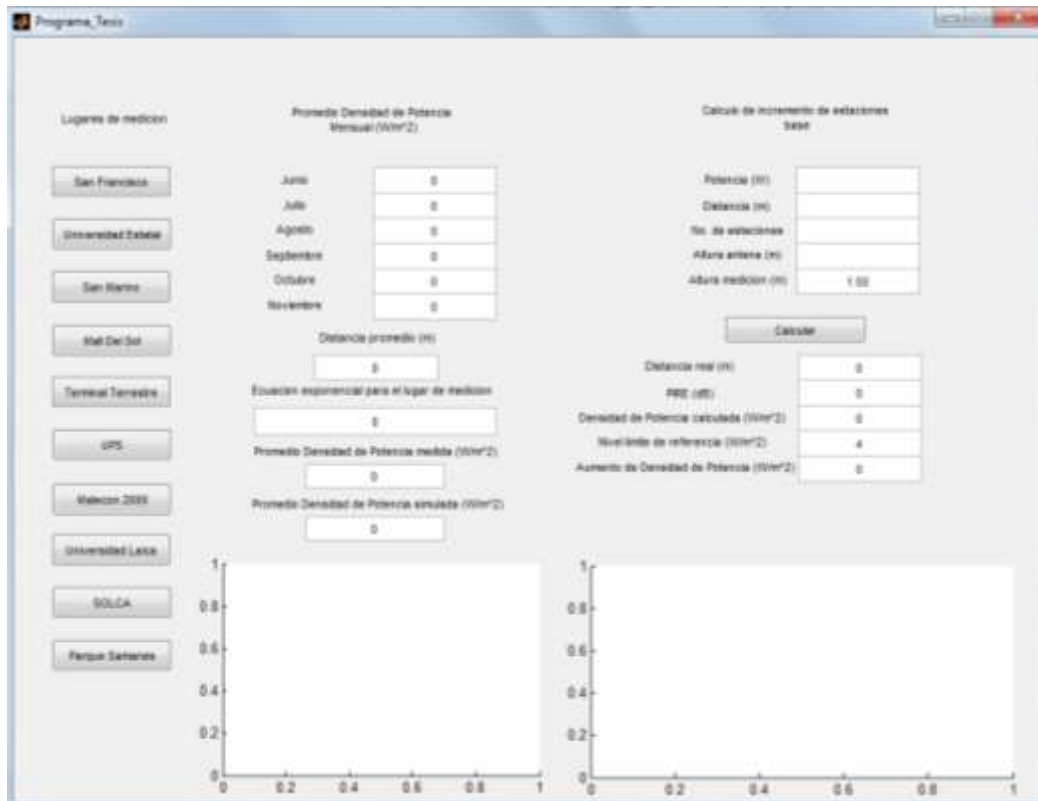 Programa_Tesis
Lugares de medicion
San Francisco
Universidad Estatal
San Marino
Mall Del Sol
Terminal Terrestre
UPS
Malecon 2000
Universidad Laica
SOLCA
Parque Samanes
Promedio Densidad de Potencia
Mensual (W/m^2)
Junio 0
Julio 0
Agosto 0
Septiembre 0
Octubre 0
Noviembre 0
Distancia promedio (m)
0
Ecuacion exponencial para el lugar de medicion
0
Promedio Densidad de Potencia medida (W/m^2)
0
Promedio Densidad de Potencia simulada (W/m^2)
0
Calculo de incremento de estaciones
base
Potencia (W)
Distancia (m)
No. de estaciones
Altura antena (m)
Altura medicion (m)
Calcular
Distancia real (m) 0
PIRE (dB) 0
Densidad de Potencia calculada (W/m^2) 0
Nivel limite de referencia (W/m^2) 4
Aumento de Densidad de Potencia (W/m^2) 0
1
0.8
0.6
0.4
0.2
0
0 0.2 0.4 0.6 0.8 1
1
0.8
0.6
0.4
0.2
0
0 0.2 0.4 0.6 0.8 1